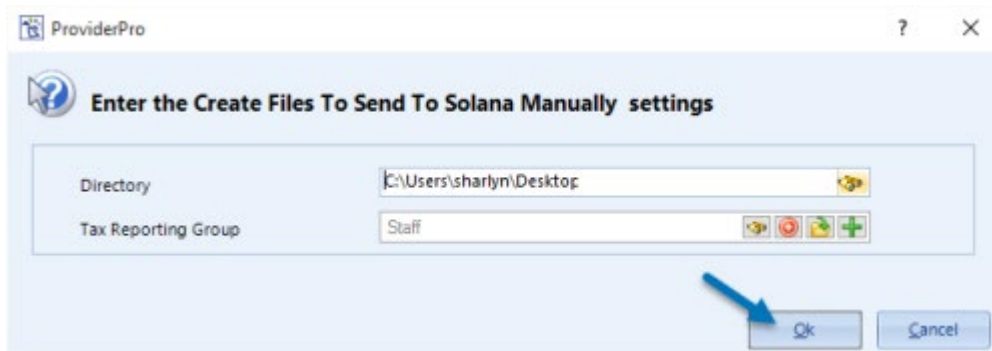 ProviderPro
Enter the Create Files To Send To Solana Manually settings
Directory C:\Users\sharlyn\Desktop
Tax Reporting Group Staff
Ok Cancel